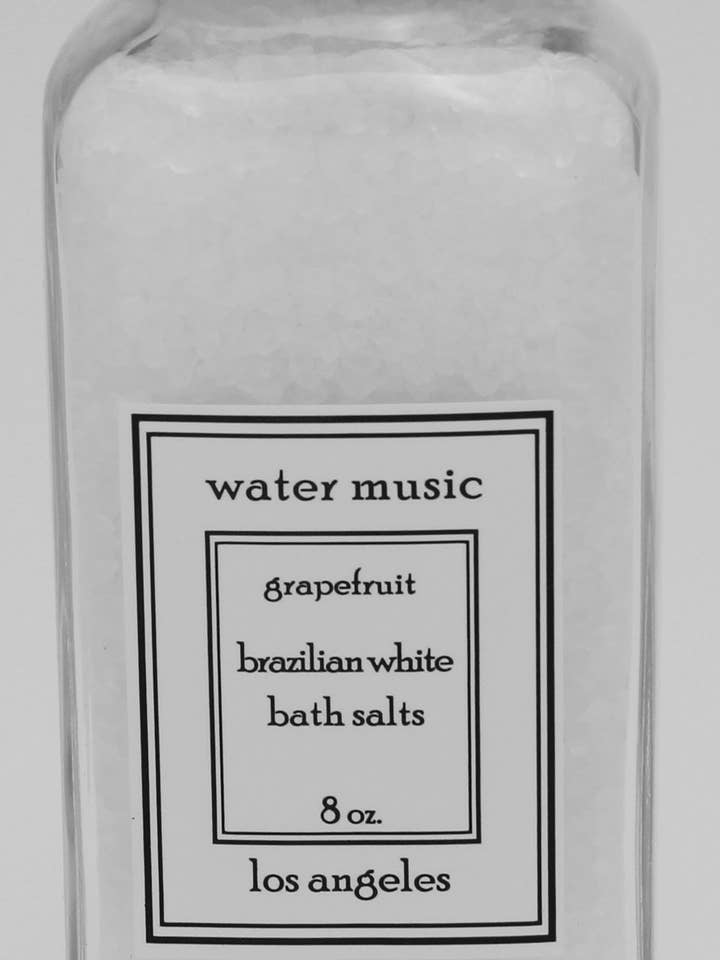 water music
grapefruit
brazilian white
bath salts
8 oz.
los angeles